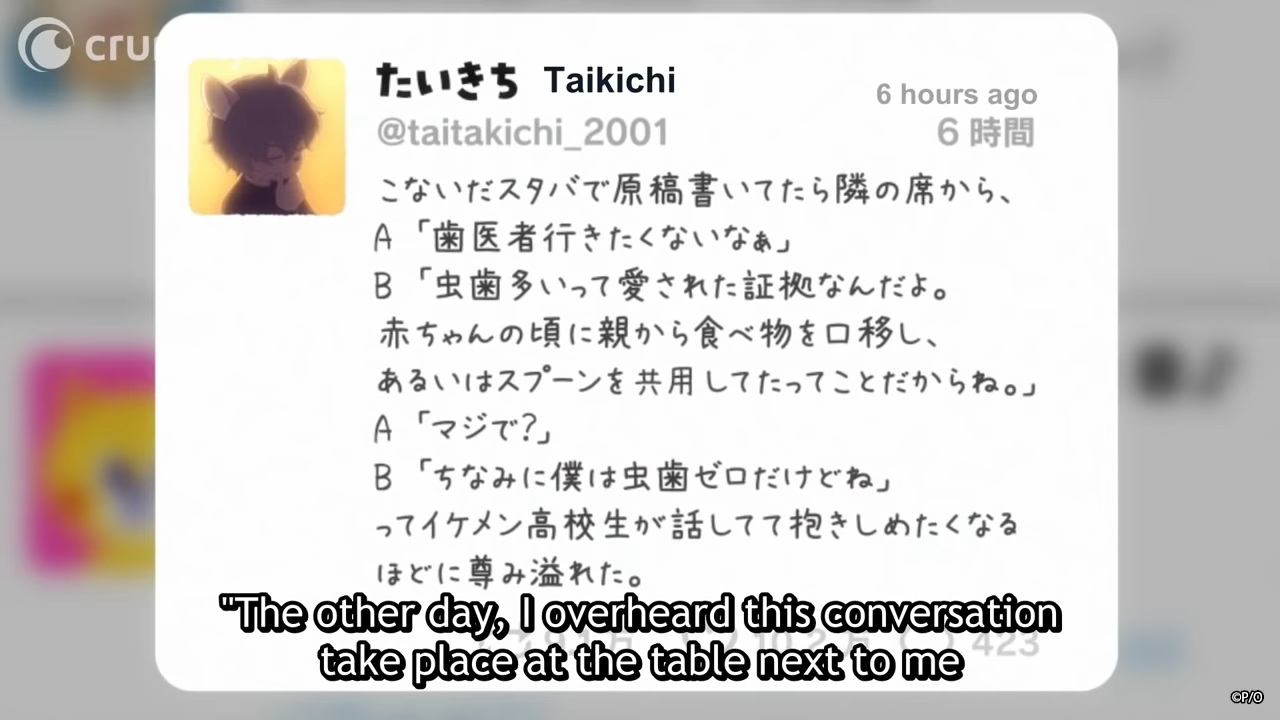 crun
たいきち Taikichi
6 hours ago
@taitakichi_2001
6 時間
こないだスタバで原稿書いてたら隣の席から、
A 「歯医者行きたくないなぁ」
B 「虫歯多いって愛された証拠なんだよ。
赤ちゃんの頃に親から食べ物を口移し、
あるいはスプーンを共用してたってことだからね。」
A 「マジで?」
B 「ちなみに僕は虫歯ゼロだけどね」
ってイケメン高校生が話してて抱きしめたくなる
ほどに尊み溢れた。
"The other day, I overheard this conversation
take place at the table next to me
423
©P/O